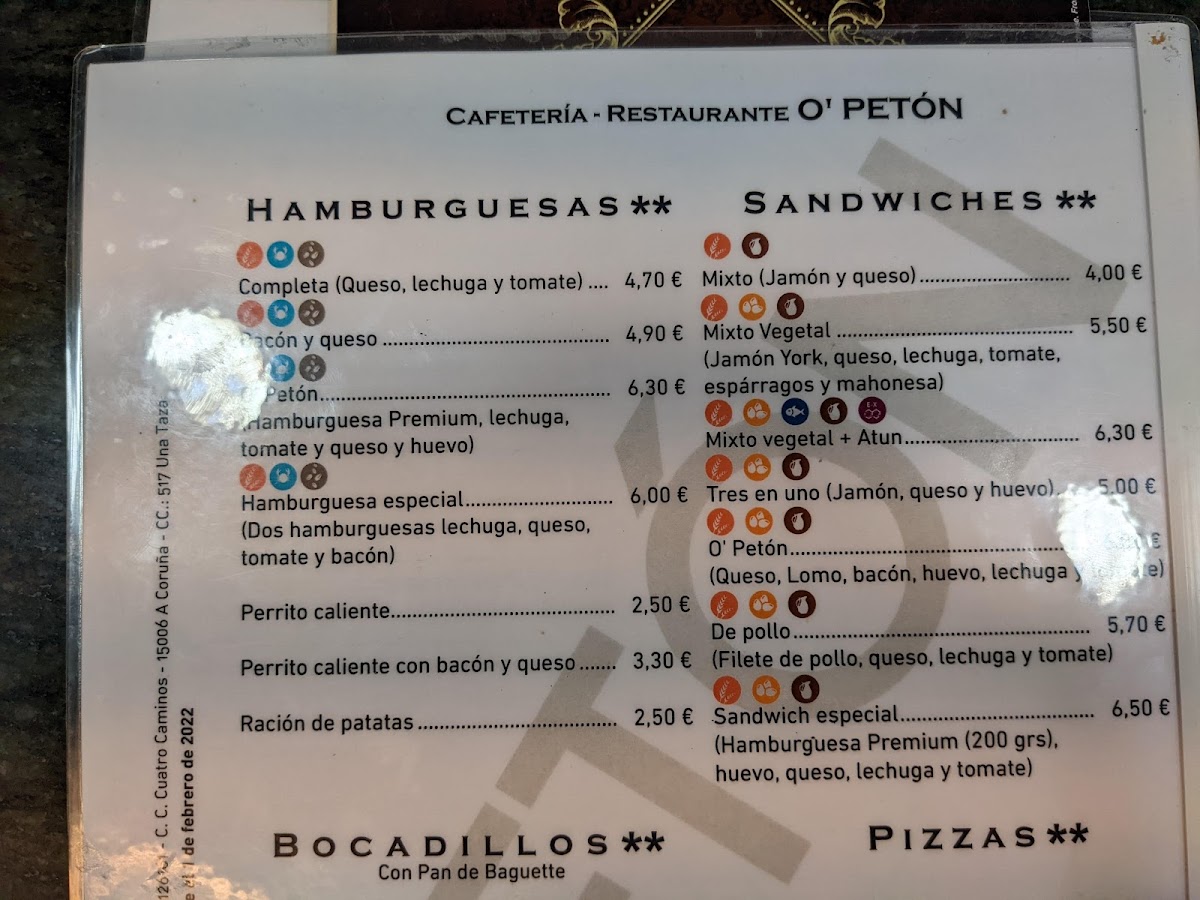 CAFETERÍA - RESTAURANTE O' PETÓN
HAMBURGUESAS **
Completa (Queso, lechuga y tomate) .... 4,70 €
Bacón y queso ........ 4,90 €
Petón........ 6,30 €
(Hamburguesa Premium, lechuga,
tomate y queso y huevo)
Hamburguesa especial........ 6,00 €
(Dos hamburguesas lechuga, queso,
tomate y bacón)
Perrito caliente........ 2,50 €
Perrito caliente con bacón y queso ....... 3,30 €
Ración de patatas ........ 2,50 €
SANDWICHES **
Mixto (Jamón y queso)........ 4,00 €
Mixto Vegetal ........ 5,50 €
(Jamón York, queso, lechuga, tomate,
espárragos y mahonesa)
EX
Mixto vegetal + Atun........ 6,30 €
Tres en uno (Jamón, queso y huevo)... 5.00 €
O' Petón........ €
(Queso, Lomo, bacón, huevo, lechuga y tomate)
De pollo........ 5,70 €
(Filete de pollo, queso, lechuga y tomate)
Sandwich especial........ 6,50 €
(Hamburguesa Premium (200 grs),
huevo, queso, lechuga y tomate)
BOCADILLOS **
Con Pan de Baguette
PIZZAS **
- C. C. Cuatro Caminos - 15006 A Coruña - CC.: 517 Una Taza
de febrero de 2022
ETÓN